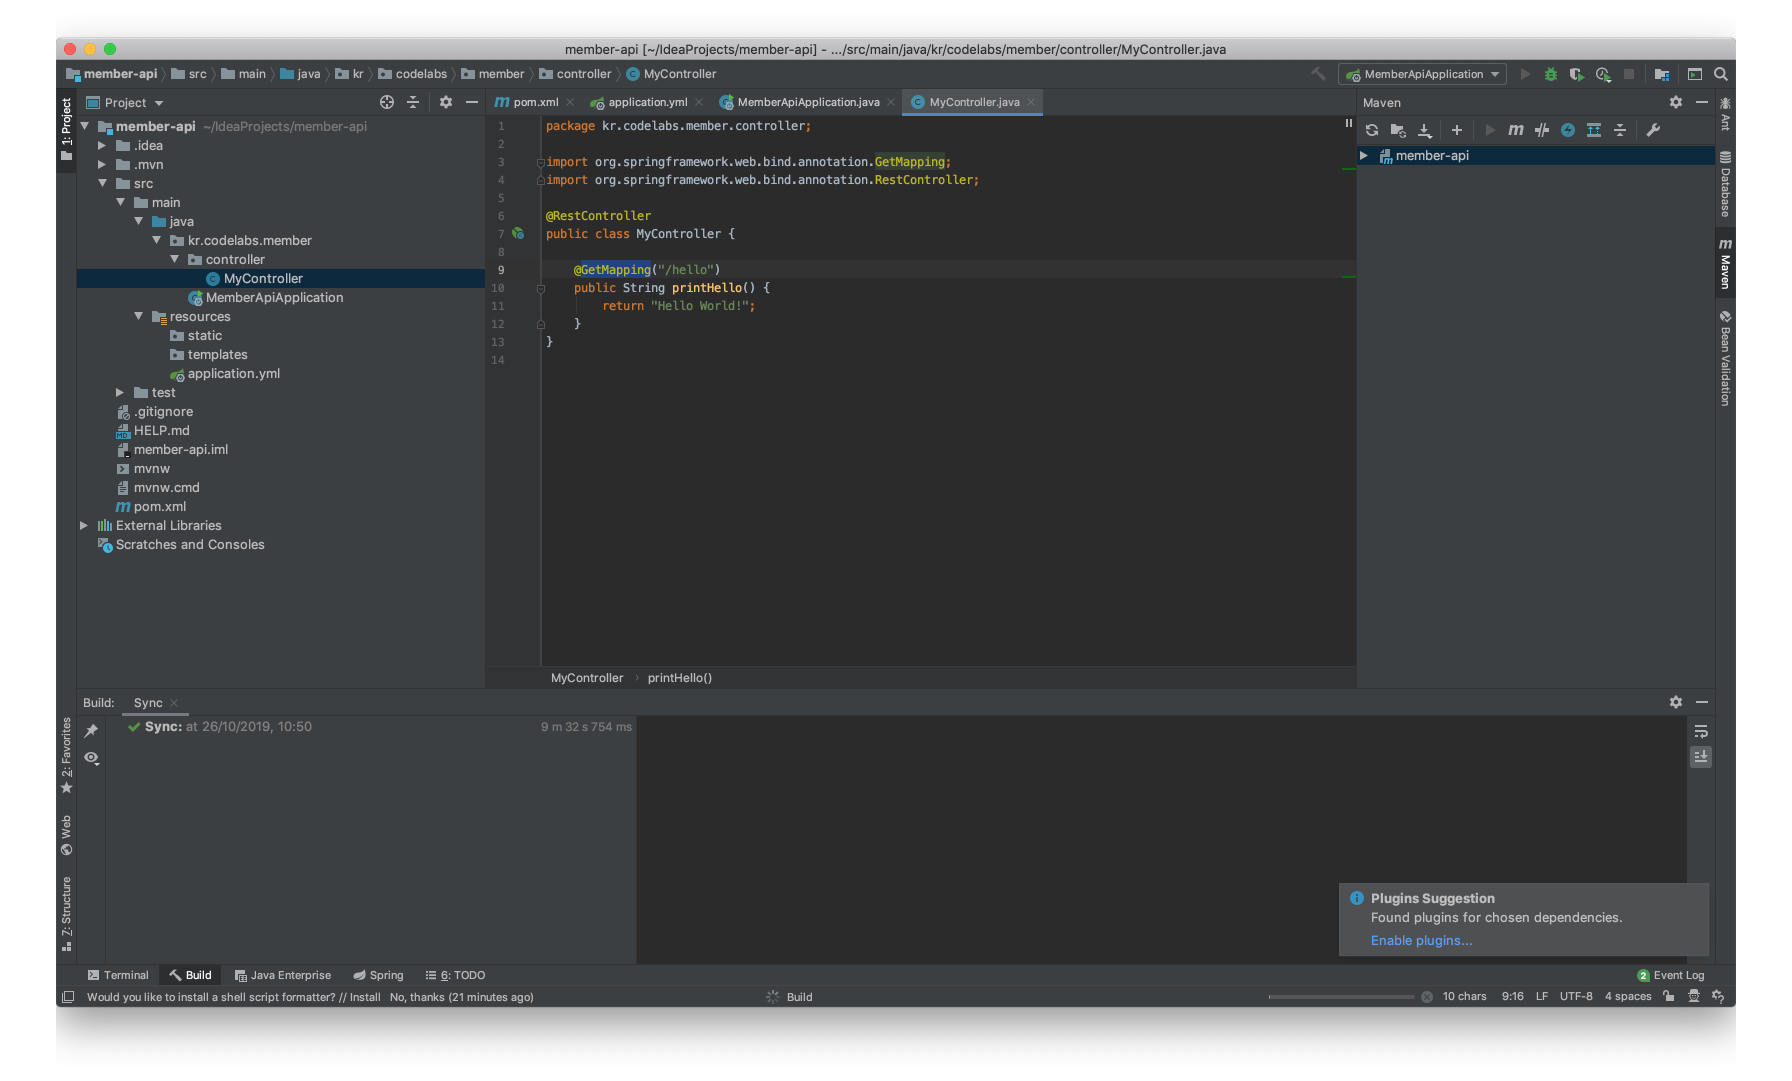 member-api [~/IdeaProjects/member-api] - .../src/main/java/kr/codelabs/member/controller/MyController.java
member-api src main java kr codelabs member controller MyController
MemberApiApplication
1: Project
Project
member-api ~/IdeaProjects/member-api
.idea
.mvn
src
main
java
kr.codelabs.member
controller
MyController
MemberApiApplication
resources
static
templates
application.yml
test
.gitignore
HELP.md
member-api.iml
mvnw
mvnw.cmd
pom.xml
External Libraries
Scratches and Consoles
pom.xml application.yml MemberApiApplication.java MyController.java
1 package kr.codelabs.member.controller;
2
3 import org.springframework.web.bind.annotation.GetMapping;
4 import org.springframework.web.bind.annotation.RestController;
5
6 @RestController
7 public class MyController {
8
9 @GetMapping("/hello")
10 public String printHello() {
11 return "Hello World!";
12 }
13 }
14
MyController › printHello()
Maven
member-api
Ant
Database
Maven
Bean Validation
Build: Sync
Sync: at 26/10/2019, 10:50 9 m 32 s 754 ms
2: Favorites
Web
Z: Structure
Plugins Suggestion
Found plugins for chosen dependencies.
Enable plugins...
Terminal Build Java Enterprise Spring 6: TODO
2 Event Log
Would you like to install a shell script formatter? // Install No, thanks (21 minutes ago)
Build
10 chars 9:16 LF UTF-8 4 spaces